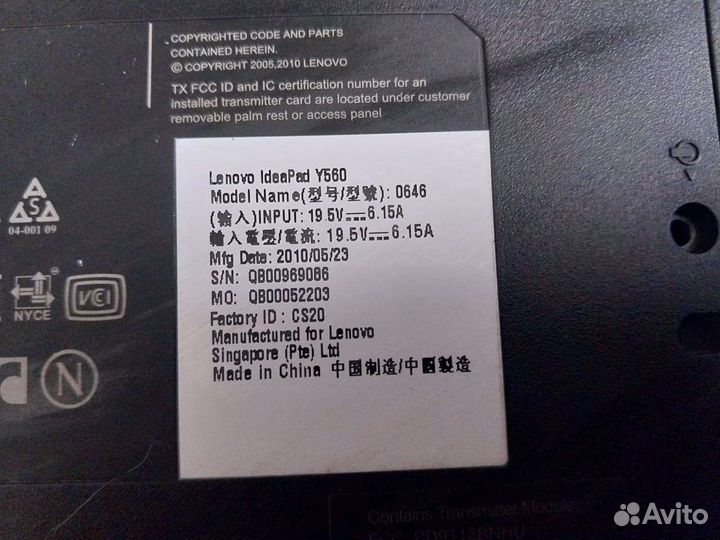 COPYRIGHTED CODE AND PARTS
CONTAINED HEREIN.
© COPYRIGHT 2005,2010 LENOVO
TX FCC ID and IC certification number for an
installed transmitter card are located under customer
removable palm rest or access panel
Lenovo IdeaPad Y560
Model Name(型号/型號): 0646
(輸入)INPUT: 19.5V⎓6.15A
輸入電壓/電流: 19.5V⎓6.15A
Mfg Date: 2010/05/23
S/N: QB00969086
MO: QB00052203
Factory ID : CS20
Manufactured for Lenovo
Singapore (Pte) Ltd
Made in China 中国制造/中國製造
S
04-001 09
NYCE
VCI
N
Contains Transmitter Module
Avito